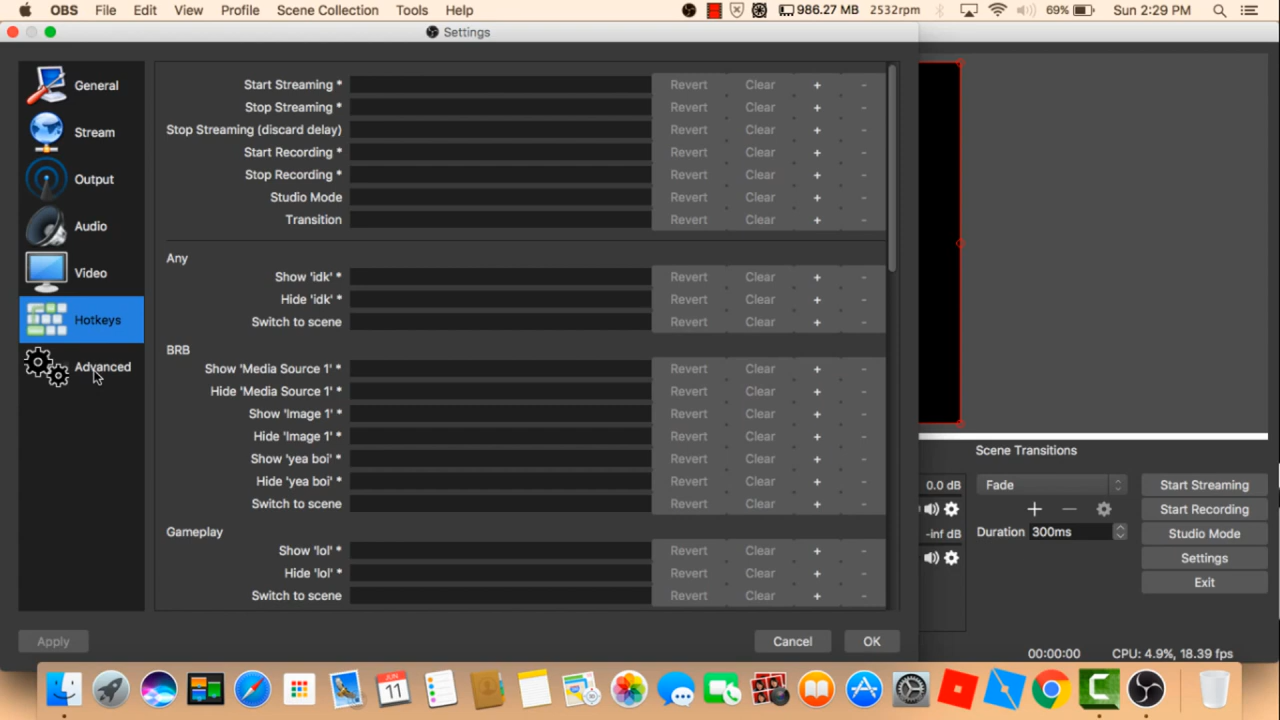 OBS File Edit View Profile Scene Collection Tools Help 986.27 MB 2532rpm 69% Sun 2:29 PM
Settings
General
Stream
Output
Audio
Video
Hotkeys
Advanced
Start Streaming * Revert Clear + -
Stop Streaming * Revert Clear + -
Stop Streaming (discard delay) Revert Clear + -
Start Recording * Revert Clear + -
Stop Recording * Revert Clear + -
Studio Mode Revert Clear + -
Transition Revert Clear + -
Any
Show 'idk' * Revert Clear + -
Hide 'idk' * Revert Clear + -
Switch to scene Revert Clear + -
BRB
Show 'Media Source 1' * Revert Clear + -
Hide 'Media Source 1' * Revert Clear + -
Show 'Image 1' * Revert Clear + -
Hide 'Image 1' * Revert Clear + -
Show 'yea boi' * Revert Clear + -
Hide 'yea boi' * Revert Clear + -
Switch to scene Revert Clear + -
Gameplay
Show 'lol' * Revert Clear + -
Hide 'lol' * Revert Clear + -
Switch to scene Revert Clear + -
Apply Cancel OK
Scene Transitions
0.0 dB
-inf dB
Fade
Duration 300ms
Start Streaming
Start Recording
Studio Mode
Settings
Exit
00:00:00 CPU: 4.9%, 18.39 fps
JUN
11